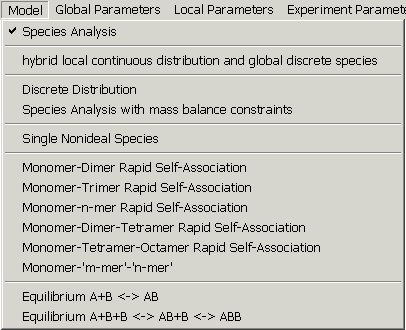 Model Global Parameters Local Parameters Experiment Paramete
Species Analysis
hybrid local continuous distribution and global discrete species
Discrete Distribution
Species Analysis with mass balance constraints
Single Nonideal Species
Monomer-Dimer Rapid Self-Association
Monomer-Trimer Rapid Self-Association
Monomer-n-mer Rapid Self-Association
Monomer-Dimer-Tetramer Rapid Self-Association
Monomer-Tetramer-Octamer Rapid Self-Association
Monomer-'m-mer'-'n-mer'
Equilibrium A+B <-> AB
Equilibrium A+B+B <-> AB+B <-> ABB